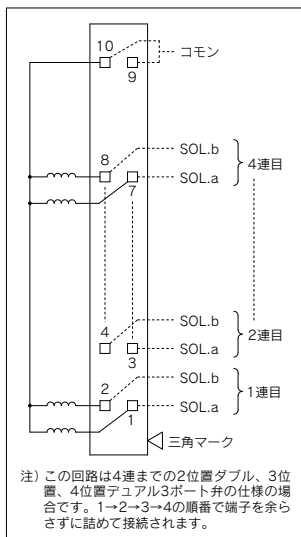 10
コモン
9
8
SOL.b
4連目
7
SOL.a
4
SOL.b
2連目
3
SOL.a
2
SOL.b
1連目
1
SOL.a
三角マーク
注）この回路は4連までの2位置ダブル、3位
置、4位置デュアル3ポート弁の仕様の場
合です。1→2→3→4の順番で端子を余ら
さずに詰めて接続されます。